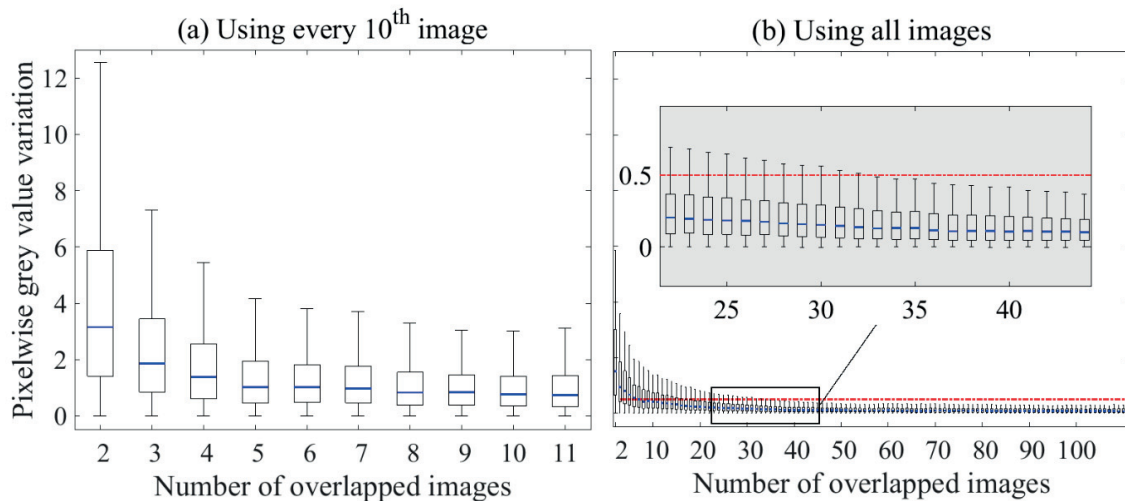 (a) Using every 10th image
(b) Using all images
Pixelwise grey value variation
12
10
8
6
4
2
0
2 3 4 5 6 7 8 9 10 11
Number of overlapped images
0.5
0
25 30 35 40
2 10 20 30 40 50 60 70 80 90 100
Number of overlapped images